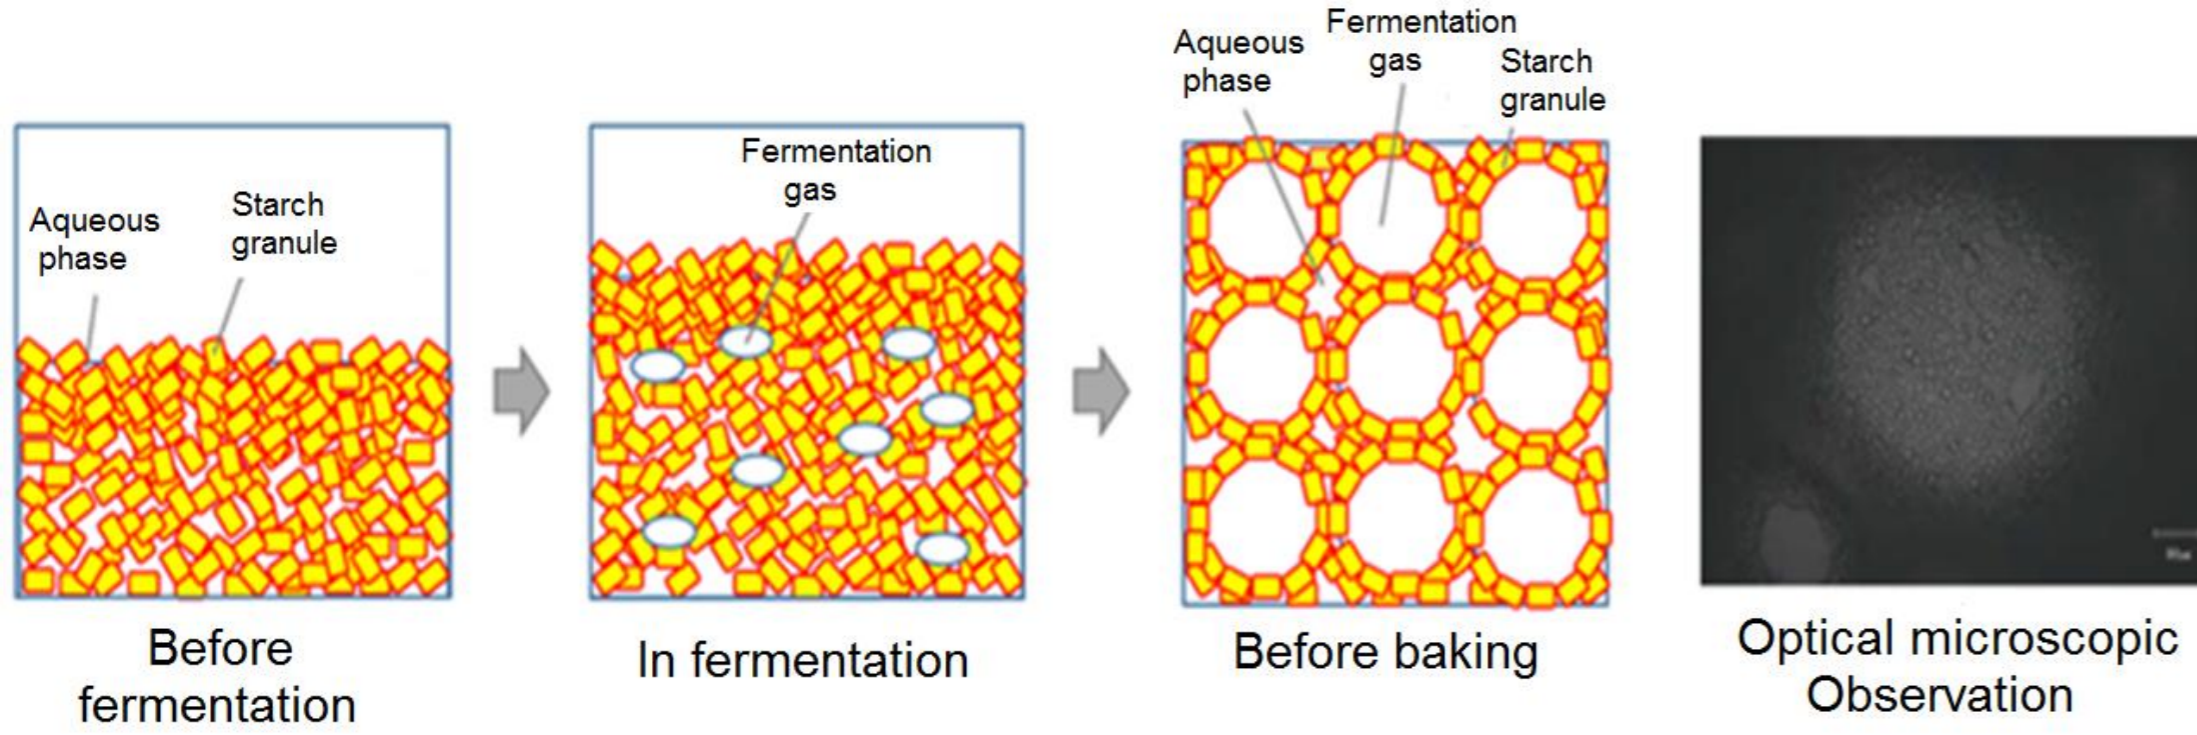 Aqueous
phase
Starch
granule
Before
fermentation
Fermentation
gas
In fermentation
Aqueous
phase
Fermentation
gas
Starch
granule
Before baking
Optical microscopic
Observation